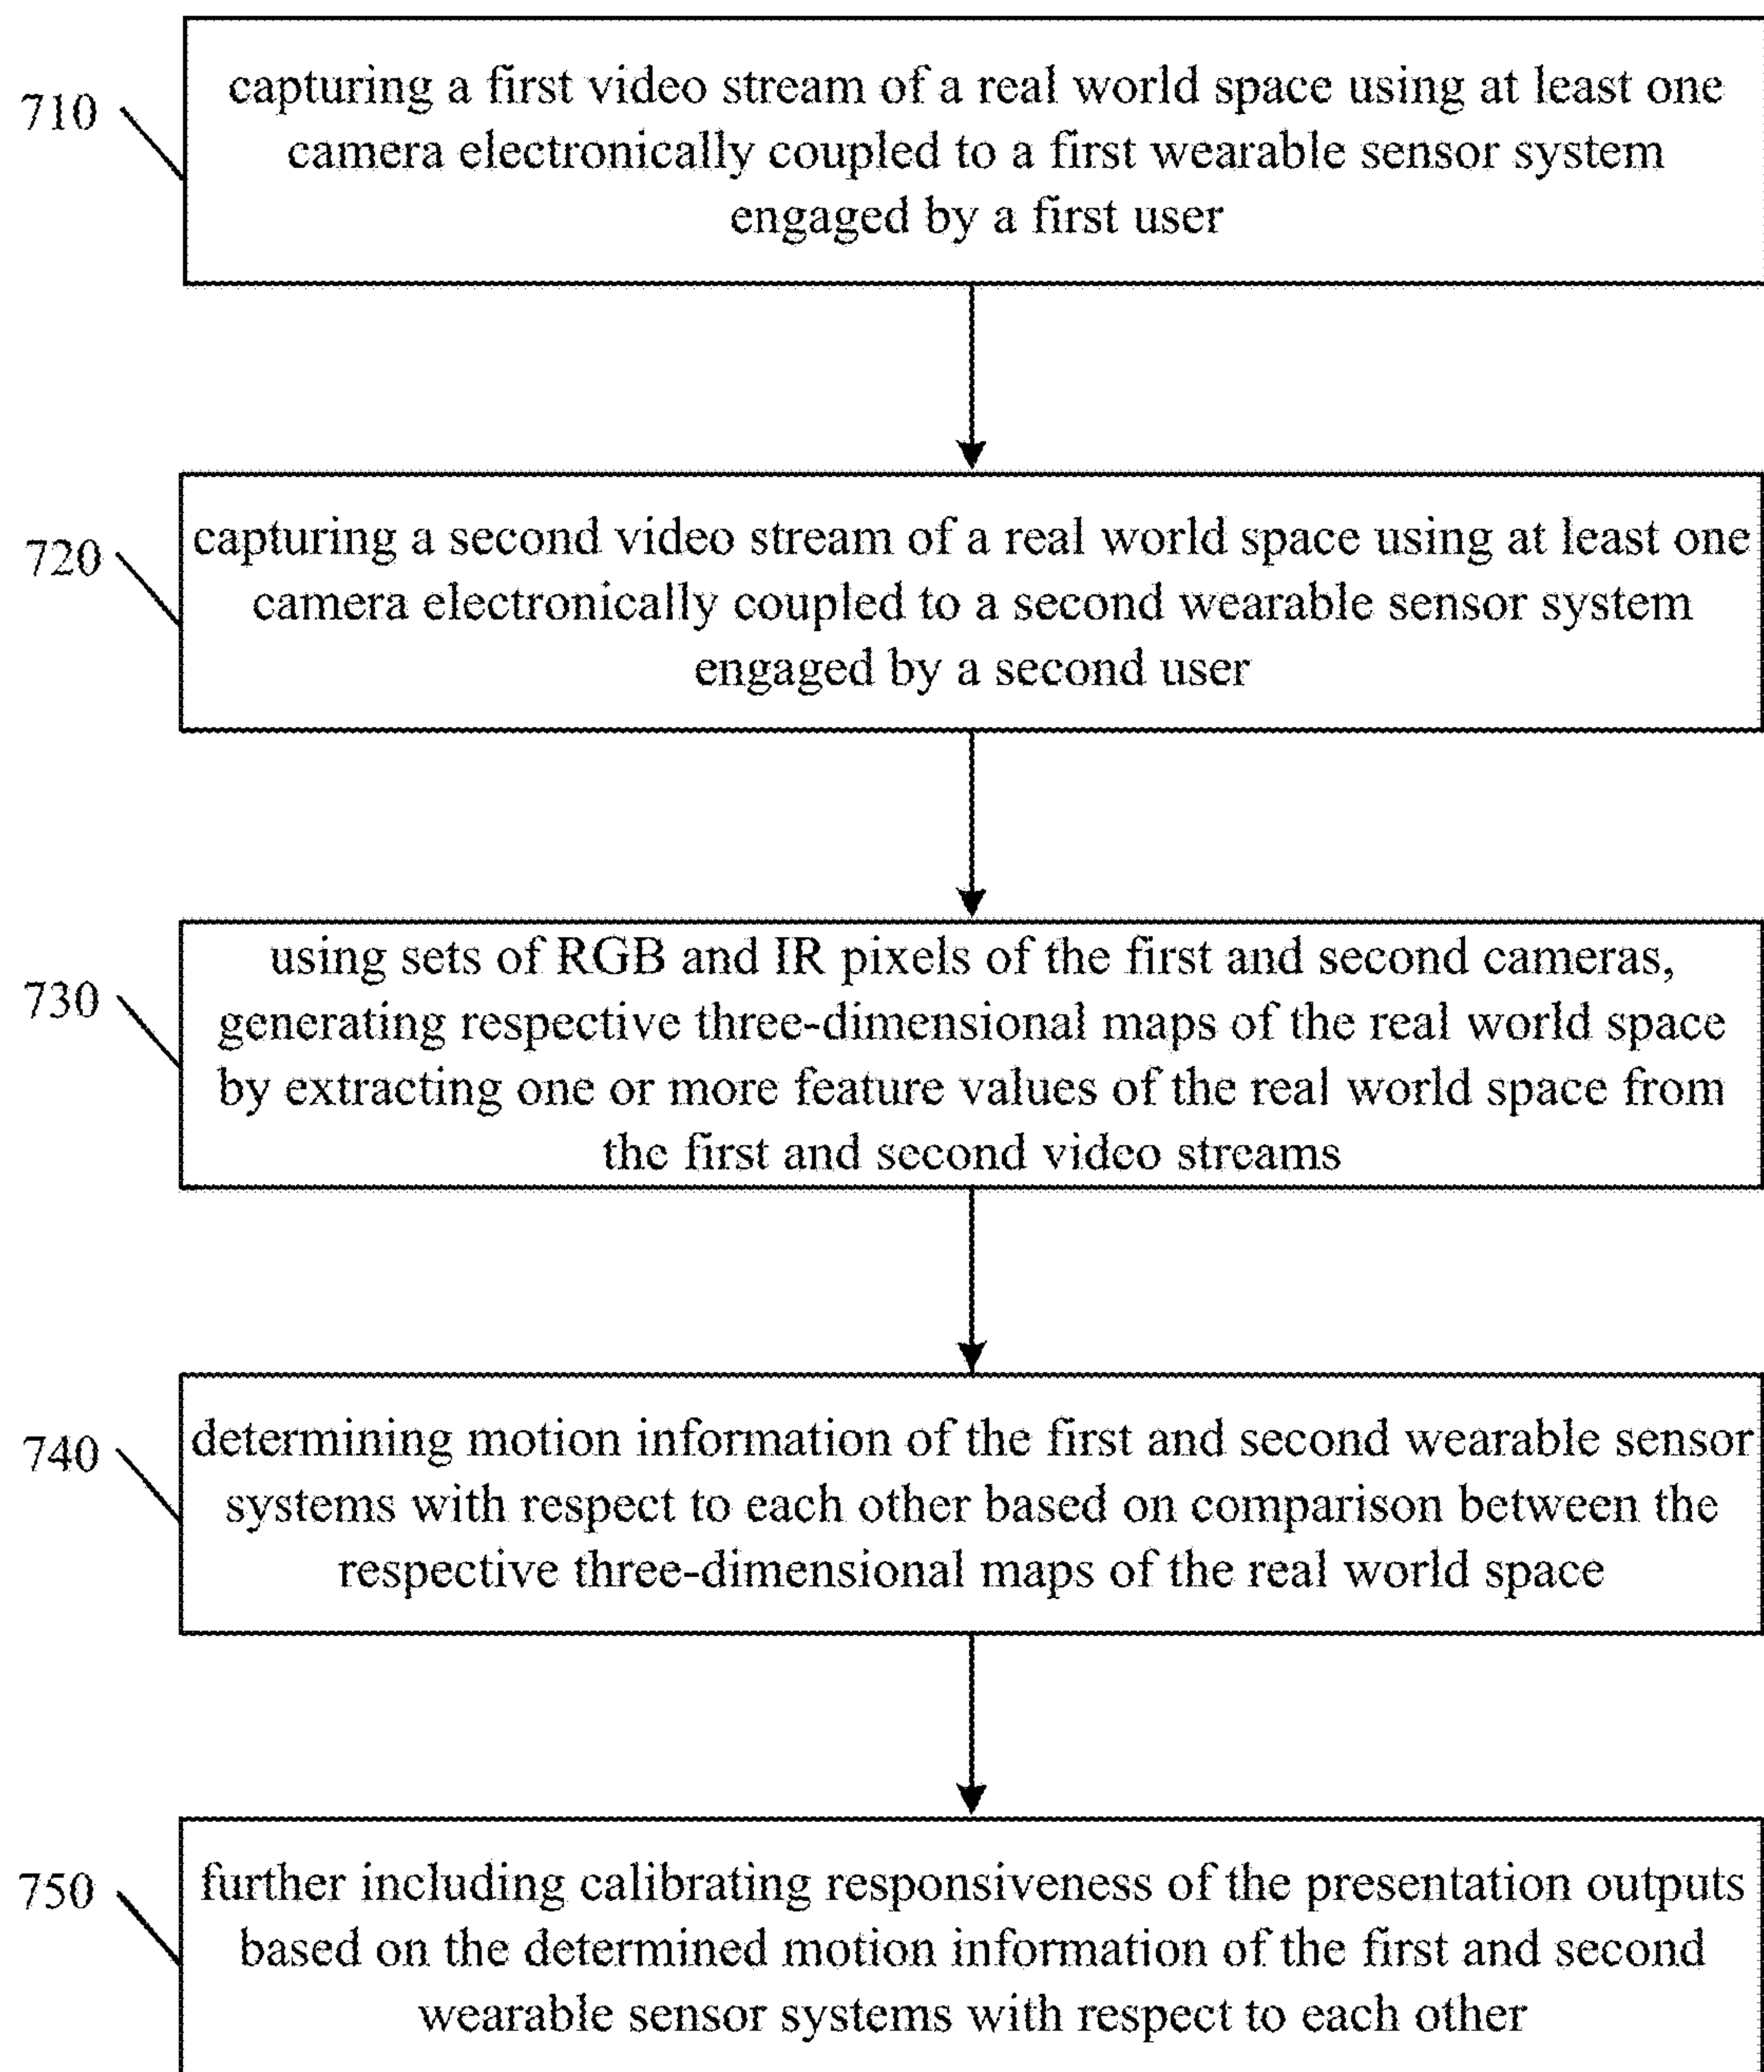 710
capturing a first video stream of a real world space using at least one
camera electronically coupled to a first wearable sensor system
engaged by a first user
720
capturing a second video stream of a real world space using at least one
camera electronically coupled to a second wearable sensor system
engaged by a second user
730
using sets of RGB and IR pixels of the first and second cameras,
generating respective three-dimensional maps of the real world space
by extracting one or more feature values of the real world space from
the first and second video streams
740
determining motion information of the first and second wearable sensor
systems with respect to each other based on comparison between the
respective three-dimensional maps of the real world space
750
further including calibrating responsiveness of the presentation outputs
based on the determined motion information of the first and second
wearable sensor systems with respect to each other